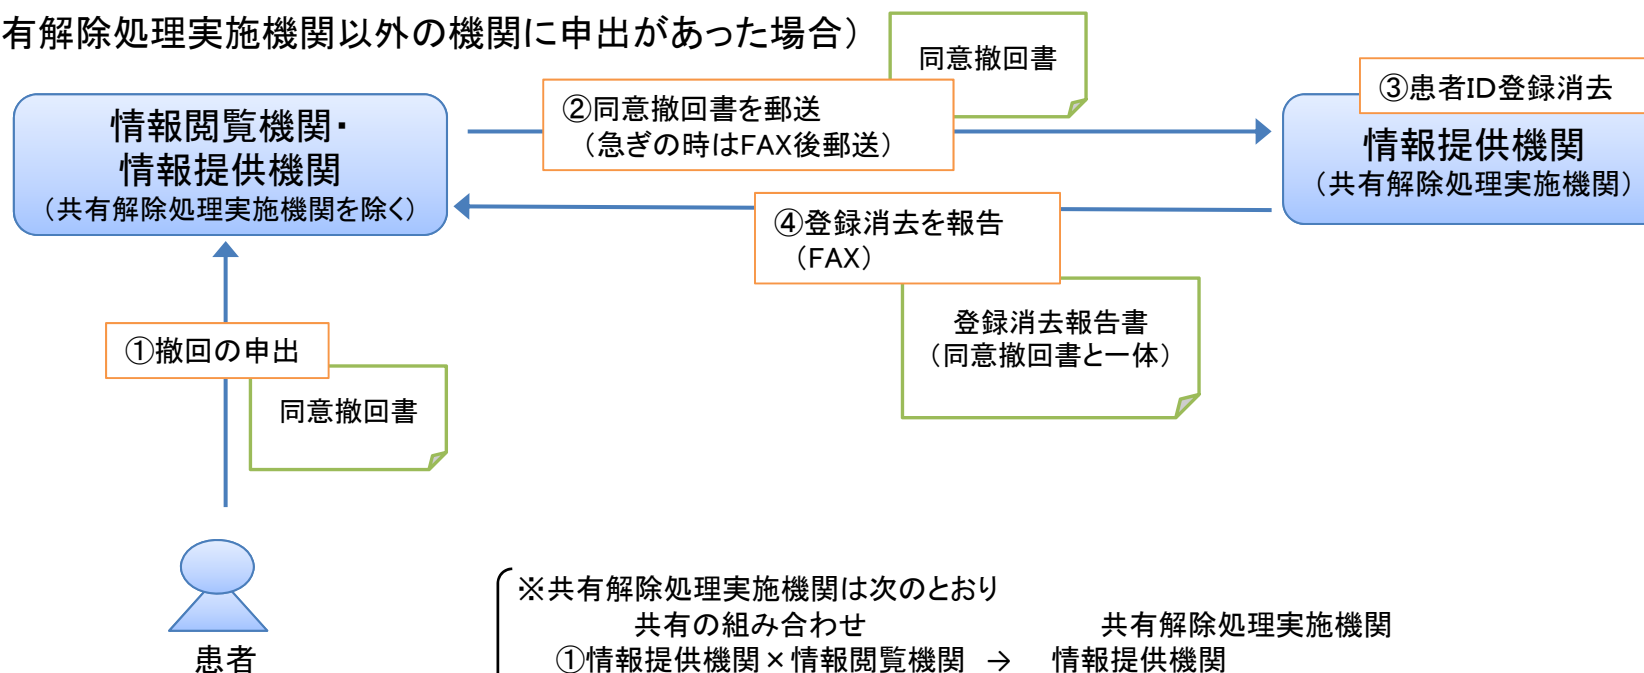 有解除処理実施機関以外の機関に申出があった場合）
同意撤回書
②同意撤回書を郵送
（急ぎの時はFAX後郵送）
③患者ID登録消去
情報閲覧機関・
情報提供機関
（共有解除処理実施機関を除く）
情報提供機関
（共有解除処理実施機関）
④登録消去を報告
（FAX）
登録消去報告書
（同意撤回書と一体）
①撤回の申出
同意撤回書
患者
※共有解除処理実施機関は次のとおり
共有の組み合わせ 共有解除処理実施機関
①情報提供機関×情報閲覧機関 → 情報提供機関